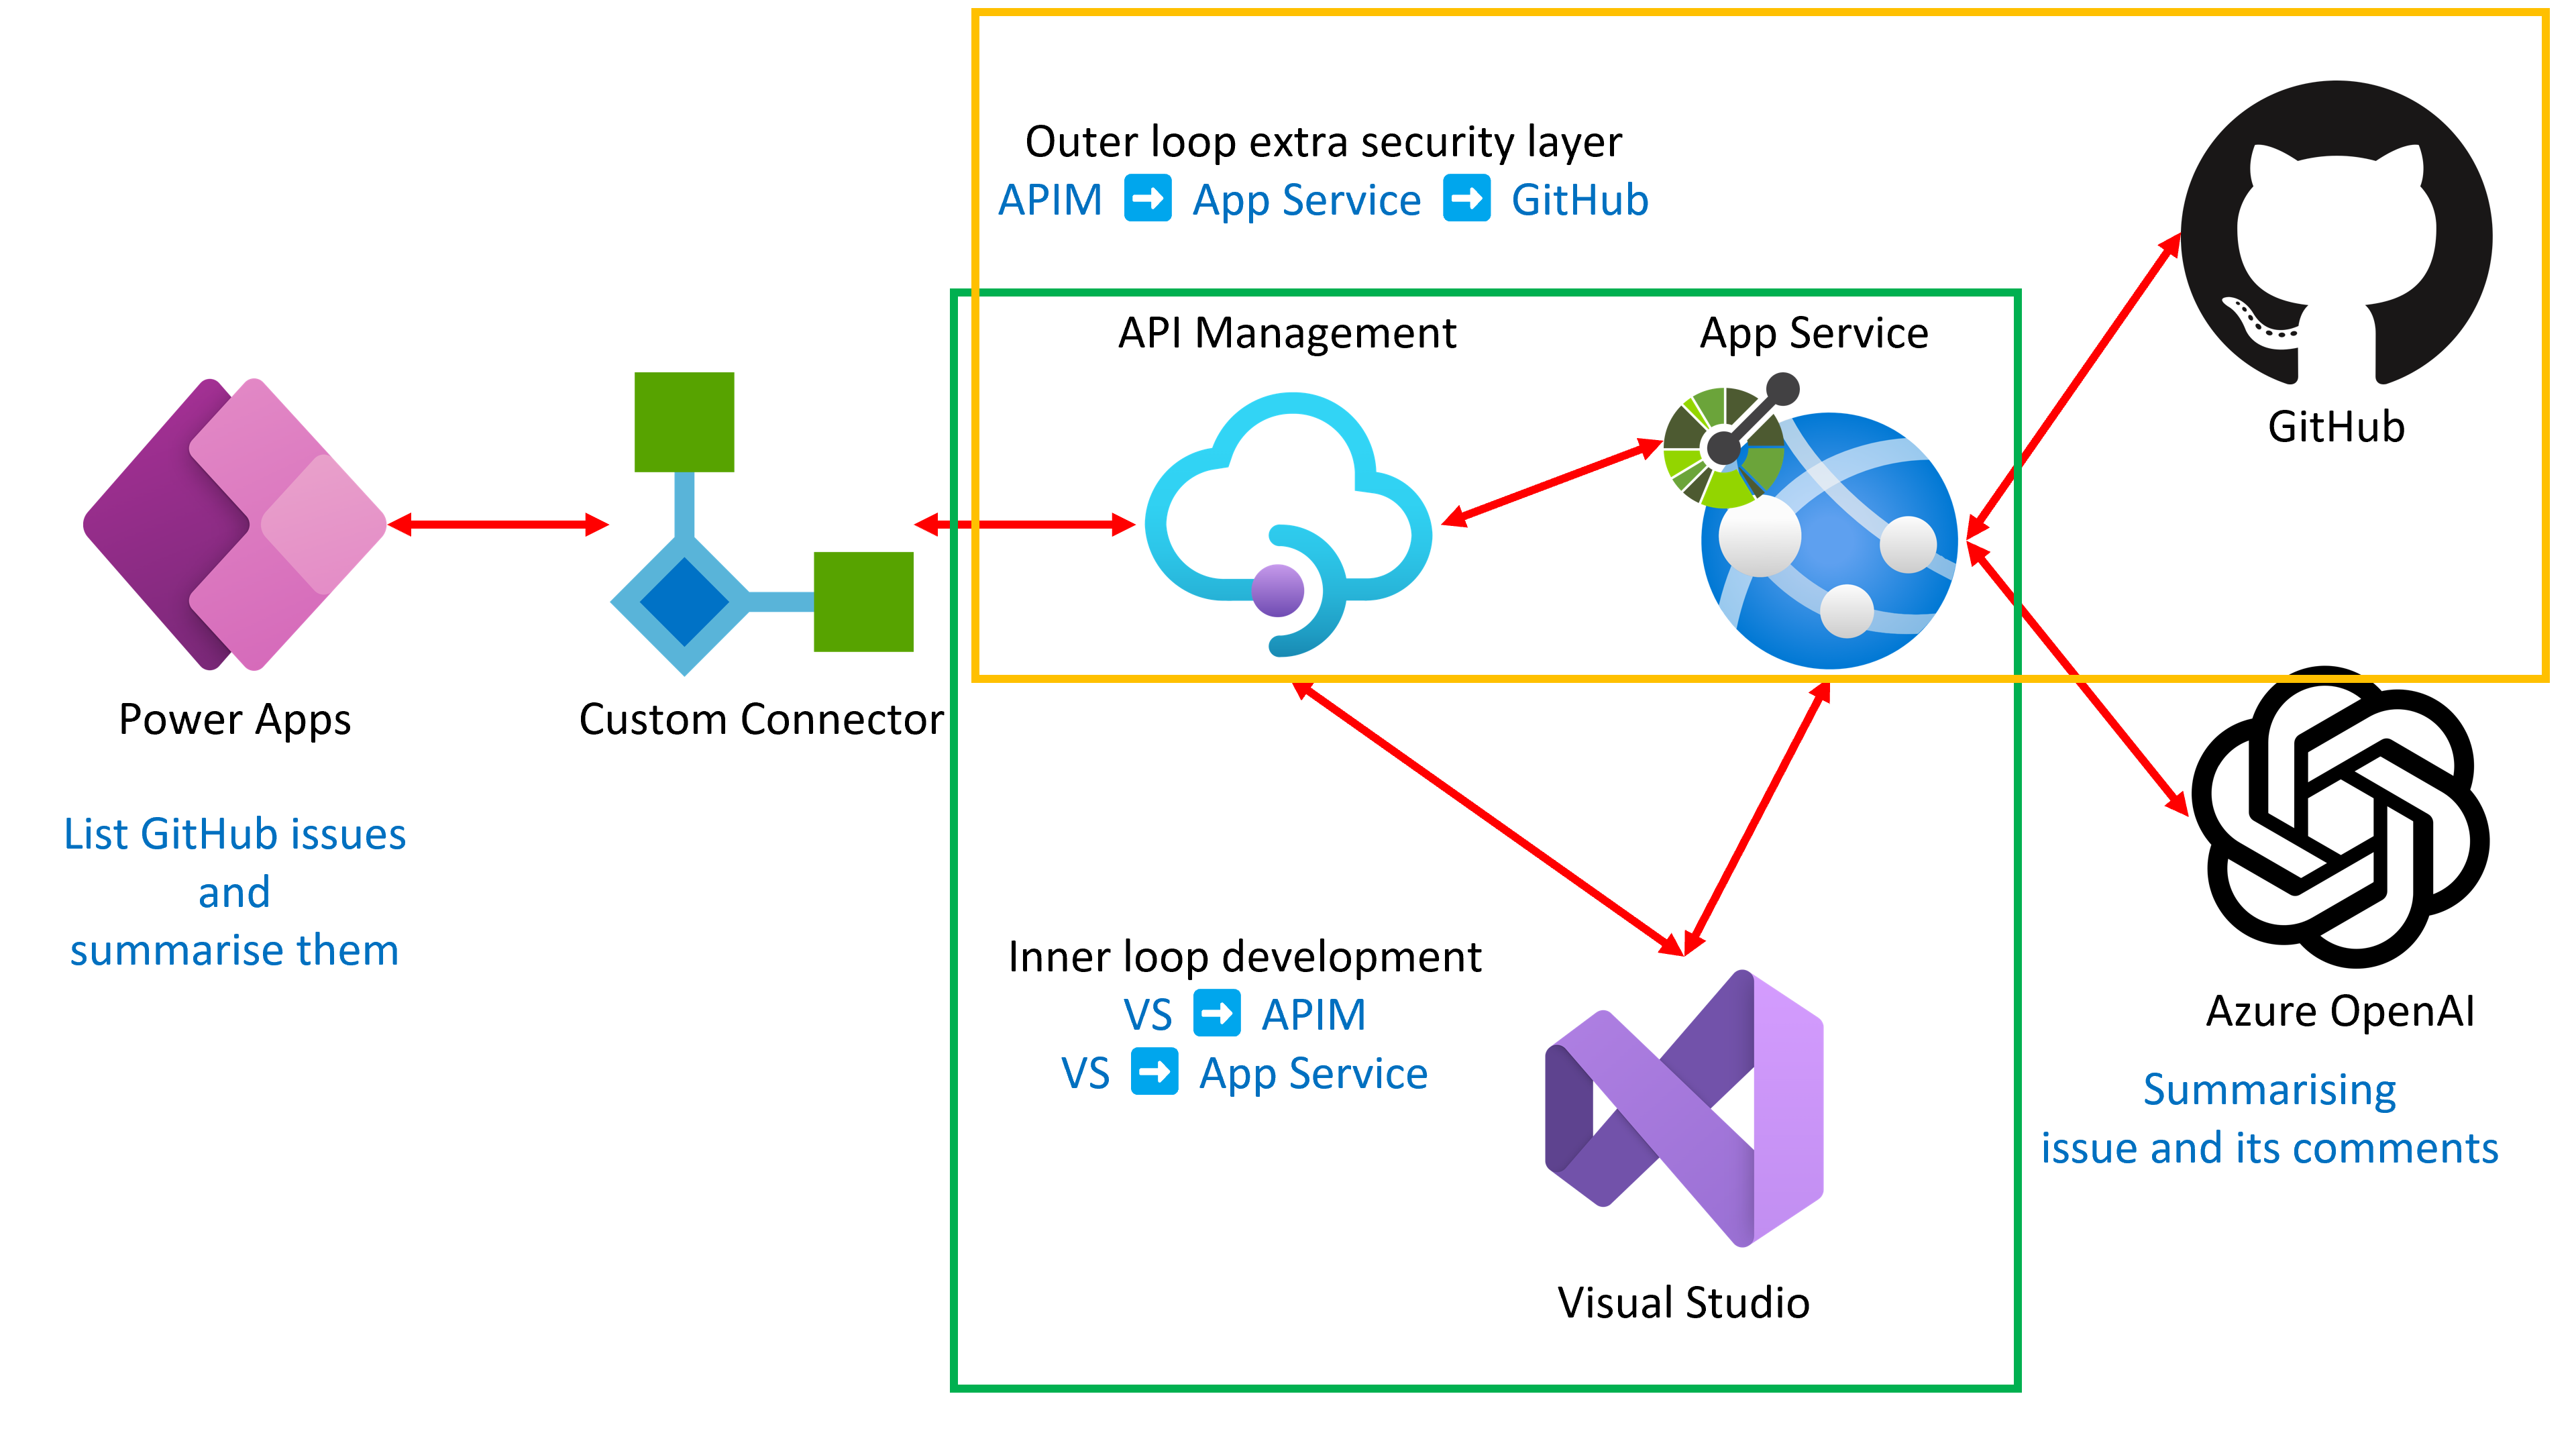 Outer loop extra security layer
APIM ➡ App Service ➡ GitHub
API Management
App Service
GitHub
Power Apps
Custom Connector
List GitHub issues
and
summarise them
Inner loop development
VS ➡ APIM
VS ➡ App Service
Visual Studio
Azure OpenAI
Summarising
issue and its comments